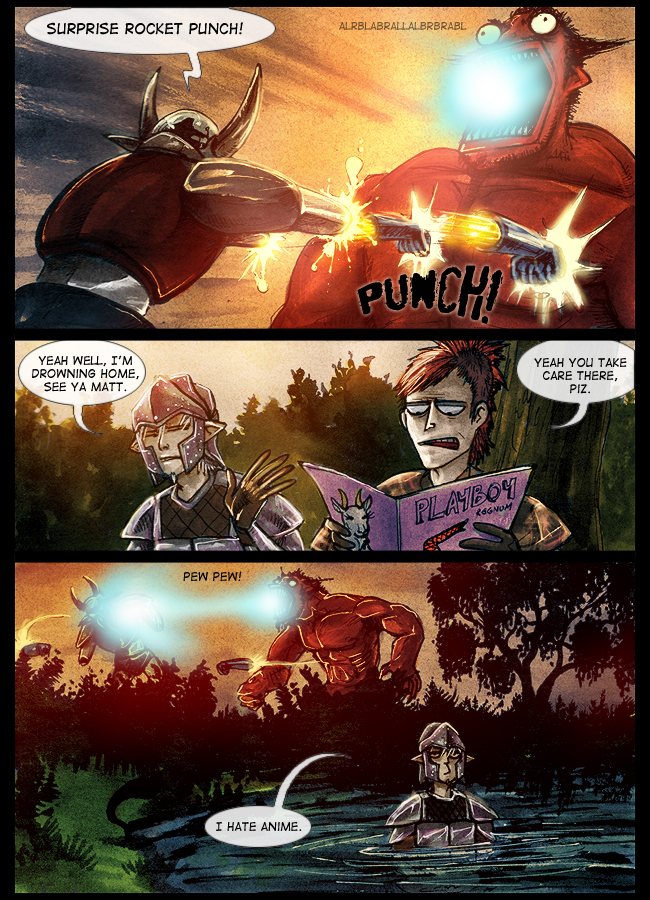 SURPRISE ROCKET PUNCH!
ALRBLABRALLALBRBRABL
PUNCH!
YEAH WELL, I'M
DROWNING HOME,
SEE YA MATT.
YEAH YOU TAKE
CARE THERE,
PIZ.
PLAYBOY
REGNUM
PEW PEW!
I HATE ANIME.